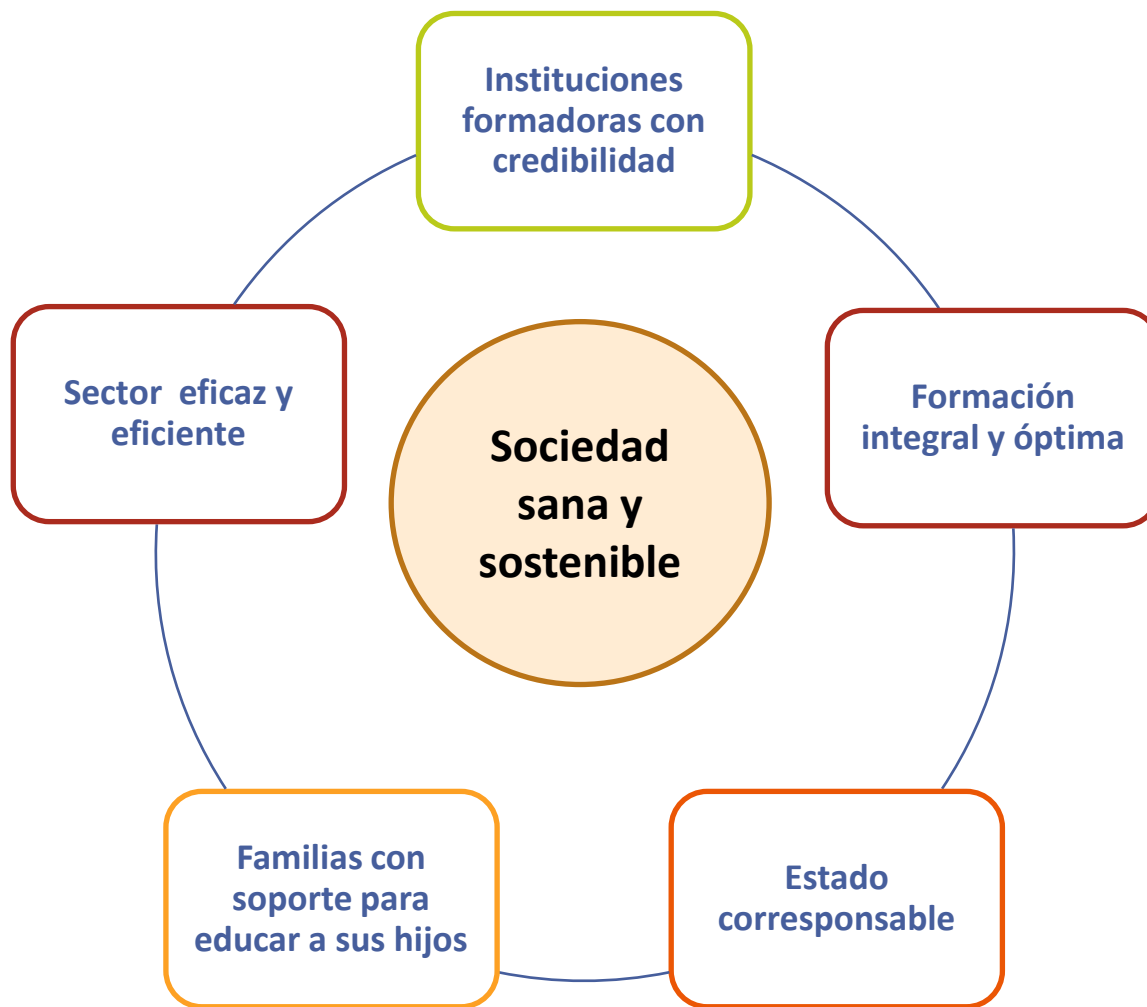 Instituciones
formadoras con
credibilidad
Sector  eficaz y
eficiente
Formación
integral y óptima
Sociedad
sana y
sostenible
Familias con
soporte para
educar a sus hijos
Estado
corresponsable